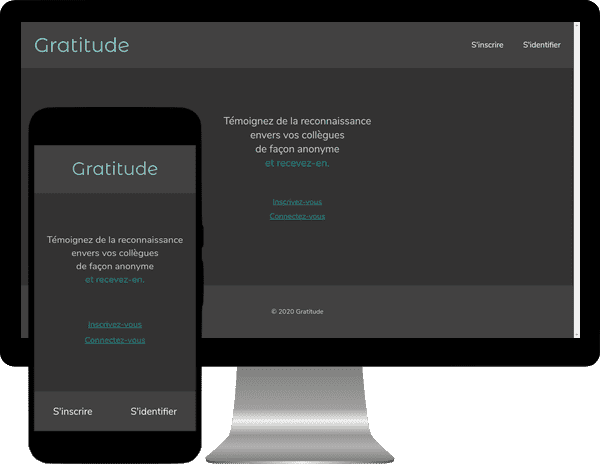 Gratitude
S'inscrire
S'identifier
Témoignez de la reconnaissance
envers vos collègues
de façon anonyme
et recevez-en.
Inscrivez-vous
Connectez-vous
© 2020 Gratitude
Gratitude
Témoignez de la reconnaissance
envers vos collègues
de façon anonyme
et recevez-en.
Inscrivez-vous
Connectez-vous
S'inscrire
S'identifier